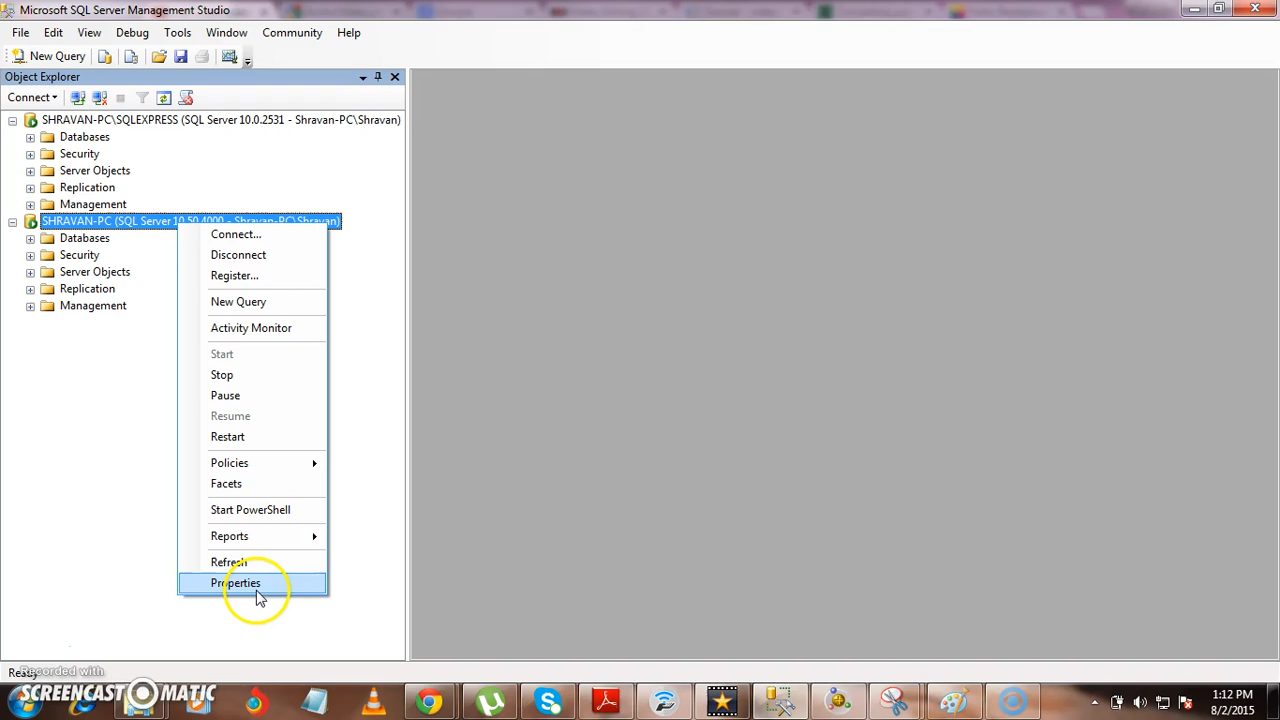 Microsoft SQL Server Management Studio
File Edit View Debug Tools Window Community Help
New Query
Object Explorer
Connect
SHRAVAN-PC\SQLEXPRESS (SQL Server 10.0.2531 - Shravan-PC\Shravan)
Databases
Security
Server Objects
Replication
Management
SHRAVAN-PC (SQL Server 10.50.4000 - Shravan-PC\Shravan)
Databases
Security
Server Objects
Replication
Management
Connect...
Disconnect
Register...
New Query
Activity Monitor
Start
Stop
Pause
Resume
Restart
Policies
Facets
Start PowerShell
Reports
Refresh
Properties
Ready
Recorded with
SCREENCAST MATIC
1:12 PM
8/2/2015